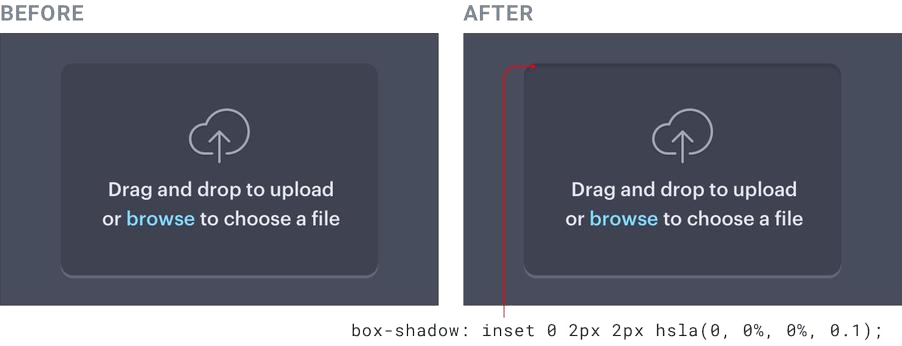 BEFORE
AFTER
Drag and drop to upload
or browse to choose a file
Drag and drop to upload
or browse to choose a file
box-shadow: inset 0 2px 2px hsla(0, 0%, 0%, 0.1);